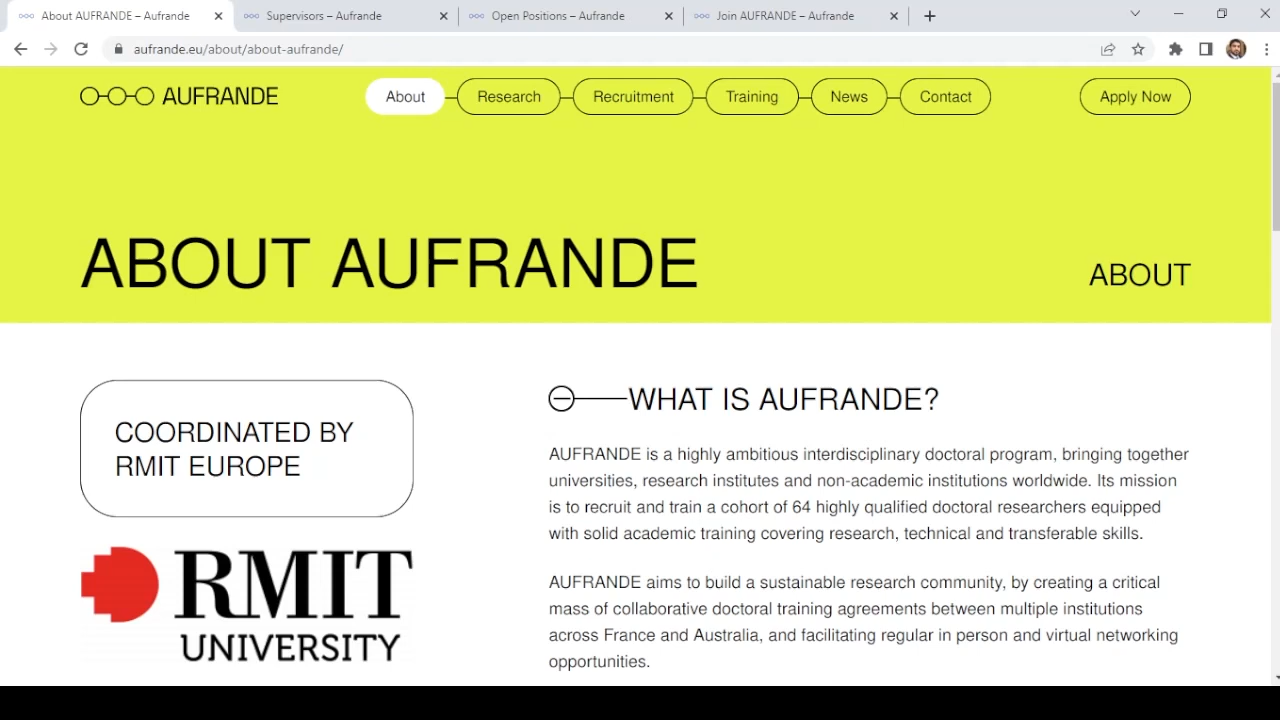 About AUFRANDE – Aufrande
Supervisors – Aufrande
Open Positions – Aufrande
Join AUFRANDE – Aufrande
aufrande.eu/about/about-aufrande/
AUFRANDE
About
Research
Recruitment
Training
News
Contact
Apply Now
ABOUT AUFRANDE
ABOUT
COORDINATED BY
RMIT EUROPE
RMIT
UNIVERSITY
WHAT IS AUFRANDE?
AUFRANDE is a highly ambitious interdisciplinary doctoral program, bringing together
universities, research institutes and non-academic institutions worldwide. Its mission
is to recruit and train a cohort of 64 highly qualified doctoral researchers equipped
with solid academic training covering research, technical and transferable skills.
AUFRANDE aims to build a sustainable research community, by creating a critical
mass of collaborative doctoral training agreements between multiple institutions
across France and Australia, and facilitating regular in person and virtual networking
opportunities.